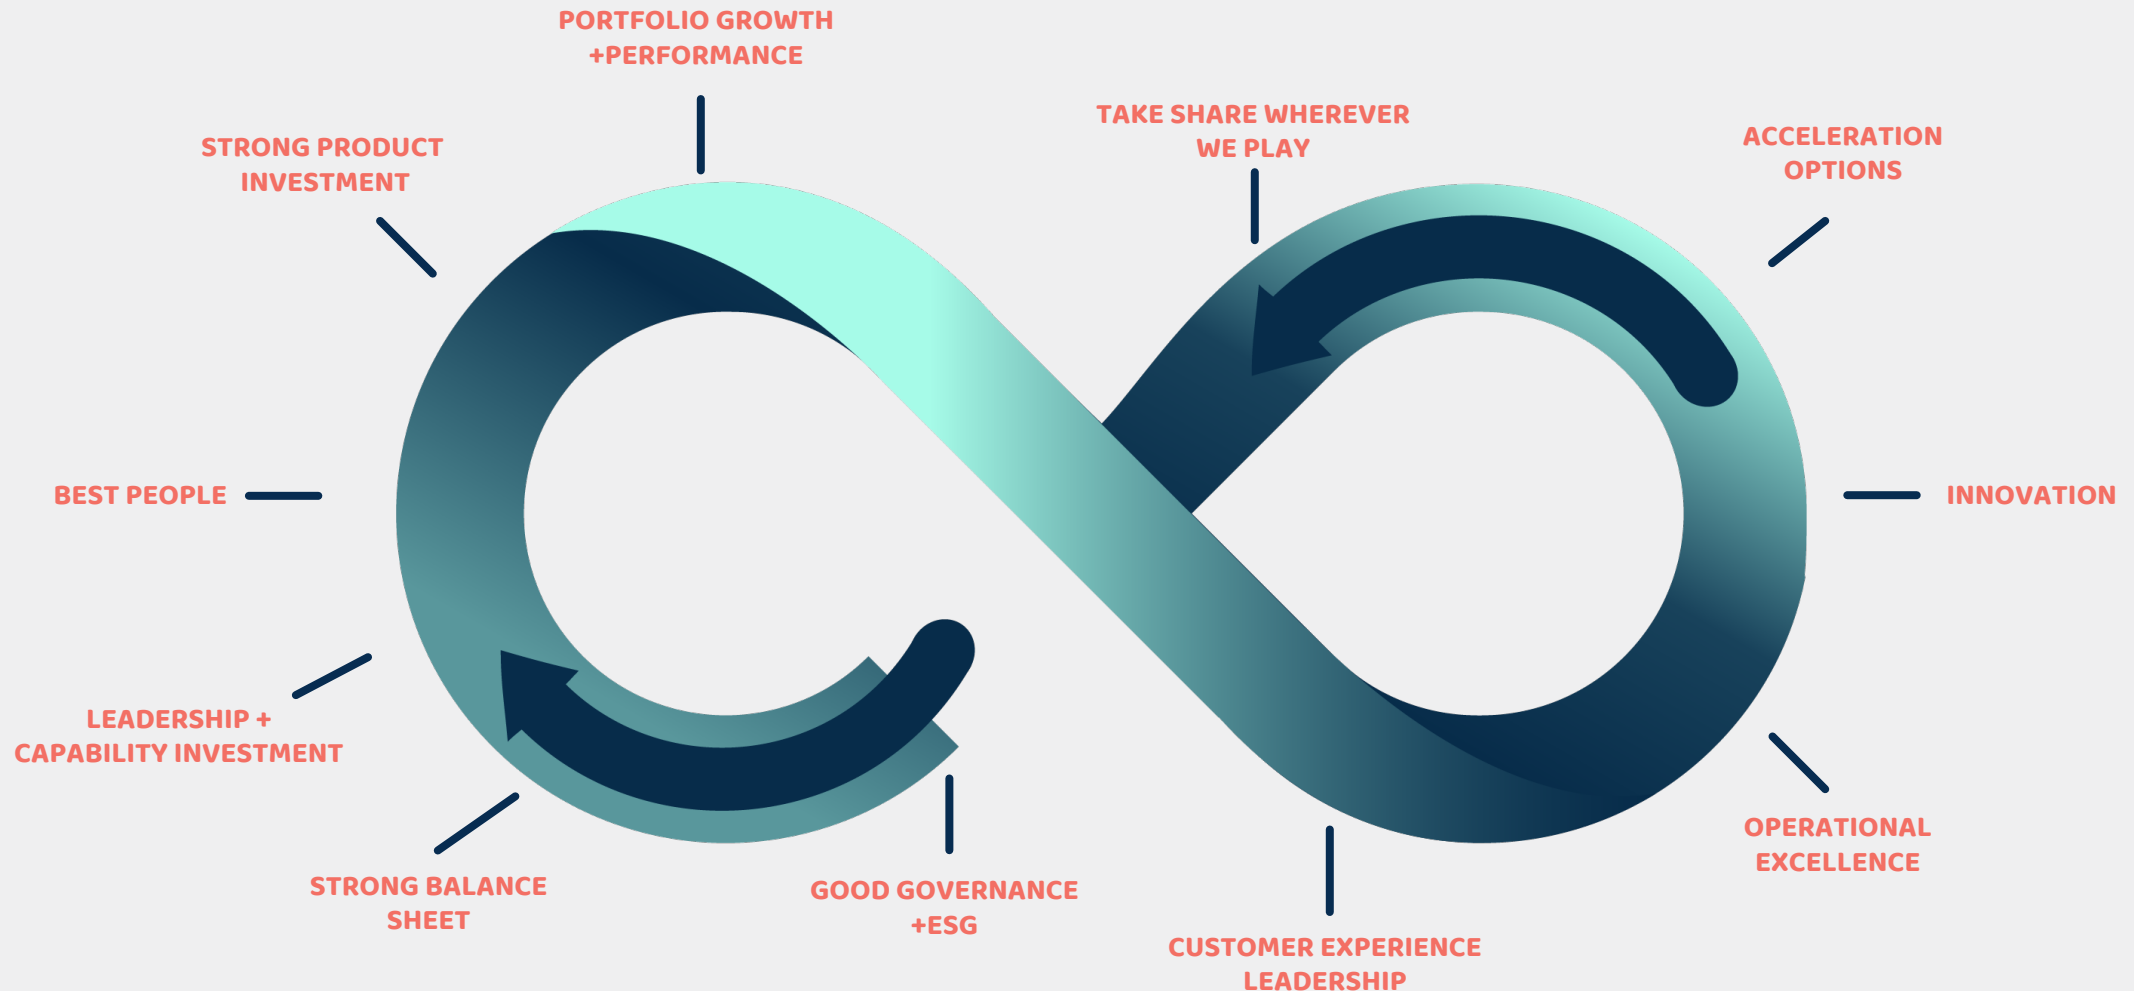 PORTFOLIO GROWTH
+PERFORMANCE
TAKE SHARE WHEREVER
WE PLAY
ACCELERATION
OPTIONS
STRONG PRODUCT
INVESTMENT
BEST PEOPLE
INNOVATION
LEADERSHIP +
CAPABILITY INVESTMENT
OPERATIONAL
EXCELLENCE
STRONG BALANCE
SHEET
GOOD GOVERNANCE
+ESG
CUSTOMER EXPERIENCE
LEADERSHIP